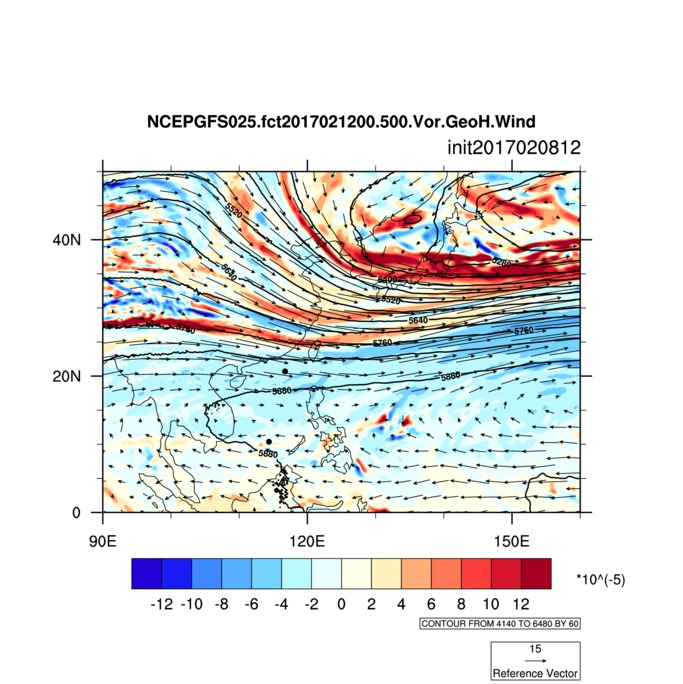 NCEPGFS025.fct2017021200.500.Vor.GeoH.Wind
init2017020812
40N
20N
0
90E 120E 150E
5520
5640
5760
5280
5520
5640
5760
5760
5880
5880
5880
-12 -10 -8 -6 -4 -2 0 2 4 6 8 10 12
*10^(-5)
CONTOUR FROM 4140 TO 6480 BY 60
15
Reference Vector